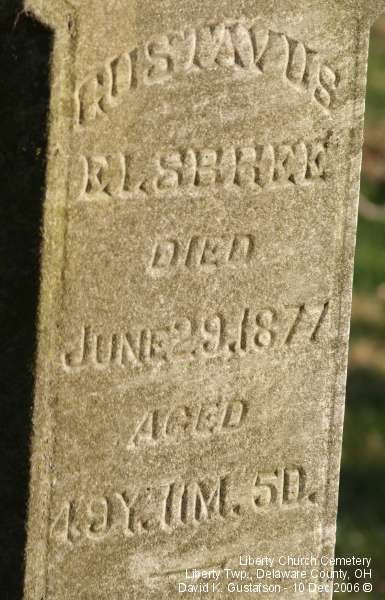 GUSTAVUS
ELSBREE
DIED
JUNE 29, 1877
AGED
49Y. 11M. 5D.
Liberty Church Cemetery
Liberty Twp., Delaware County, OH
David K. Gustafson - 10 Dec 2006 ©